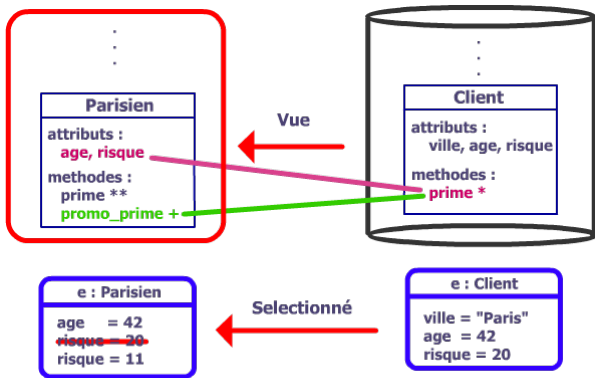 Parisien
attributs :
age, risque
methodes :
prime **
promo_prime +
Vue
Client
attributs :
ville, age, risque
methodes :
prime *
e : Parisien
age = 42
risque = 20
risque = 11
Selectionné
e : Client
ville = "Paris"
age = 42
risque = 20